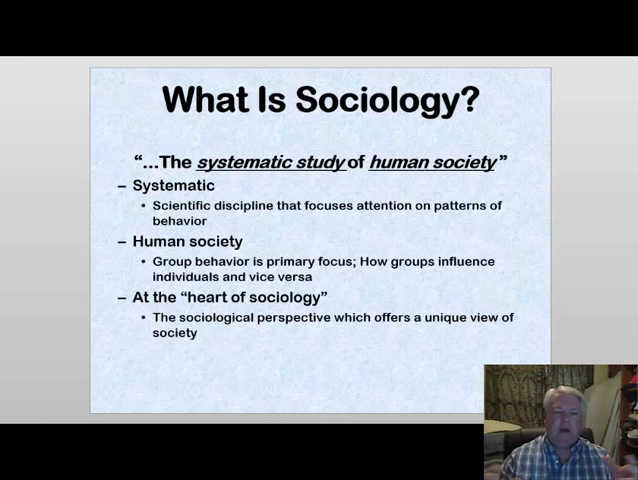 What Is Sociology?
“...The systematic study of human society”
– Systematic
• Scientific discipline that focuses attention on patterns of
behavior
– Human society
• Group behavior is primary focus; How groups influence
individuals and vice versa
– At the “heart of sociology”
• The sociological perspective which offers a unique view of
society